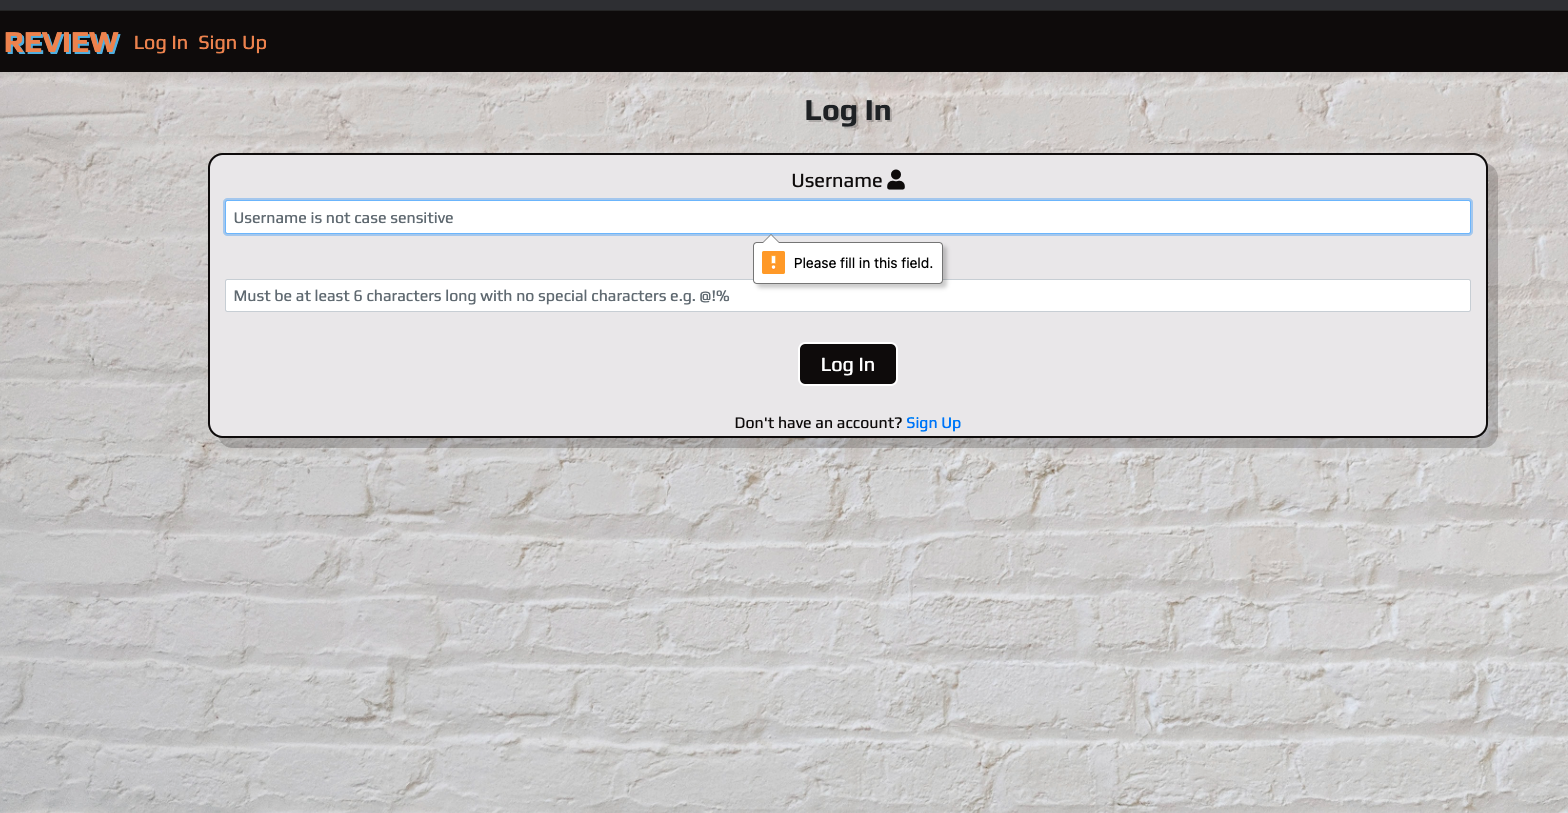 REVIEW Log In Sign Up
Log In
Username
Username is not case sensitive
Please fill in this field.
Must be at least 6 characters long with no special characters e.g. @!%
Log In
Don't have an account? Sign Up